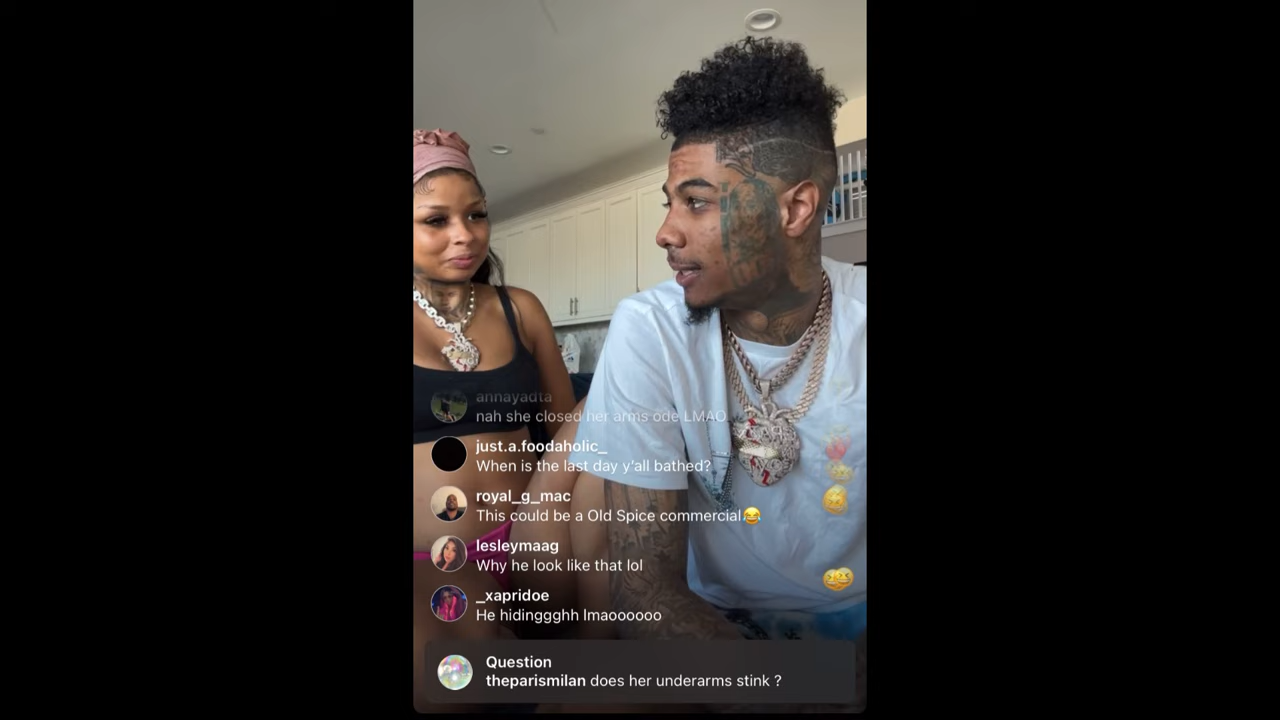 annayadta
nah she closed her arms ode LMAO
just.a.foodaholic_
When is the last day y'all bathed?
royal_g_mac
This could be a Old Spice commercial😂
lesleymaag
Why he look like that lol
_xapridoe
He hidinggghh lmaoooooo
Question
theparismilan does her underarms stink ?